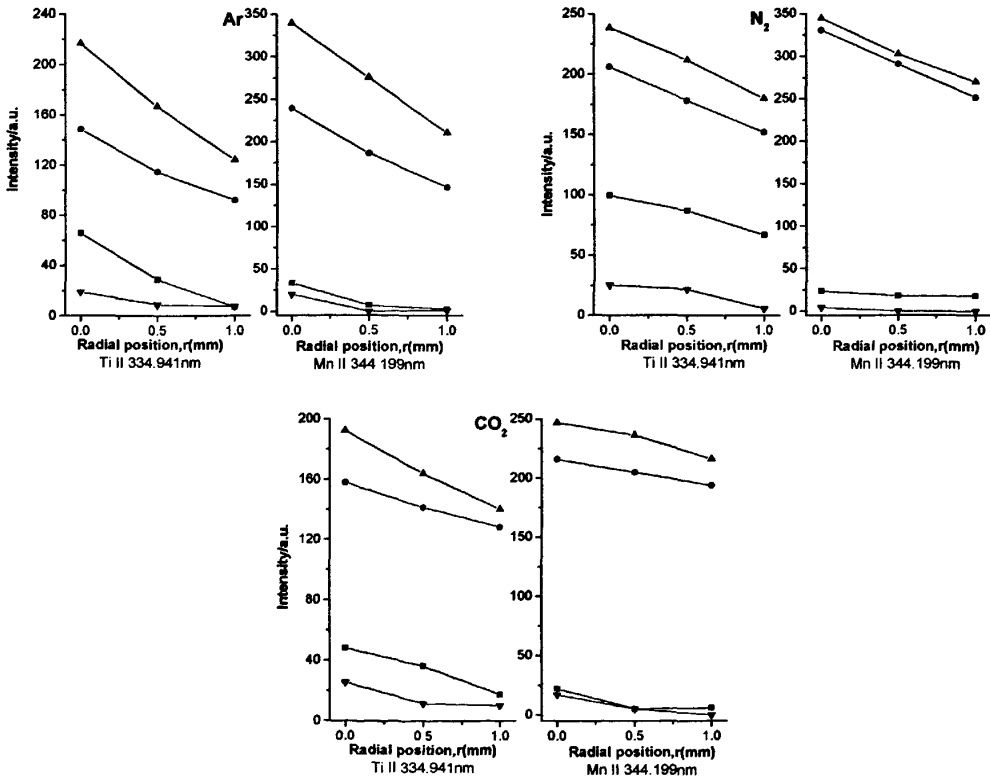 Ar
240
220
160
120
80
40
0
350
300
250
200
150
100
50
0
Intensity/a.u.
0.0 0.5 1.0
Radial position,r(mm)
Ti II 334.941nm
0.0 0.5 1.0
Radial position,r(mm)
Mn II 344 199nm
N2
250
200
150
100
50
0
350
300
250
200
150
100
50
0
Intensity/a.u.
0.0 0.5 1.0
Radial position,r(mm)
Ti II 334.941nm
0.0 0.5 1.0
Radial position,r(mm)
Mn II 344.199nm
CO2
200
160
120
80
40
0
250
200
150
100
50
0
Intensity/a.u.
0.0 0 5 1.0
Radial position,r(mm)
Ti II 334.941nm
0.0 0.5 1.0
Radial position,r(mm)
Mn II 344.199nm